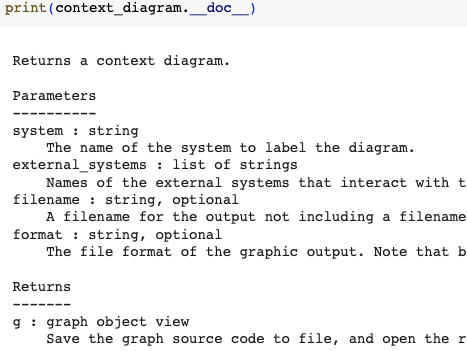 print(context_diagram.__doc__)
Returns a context diagram.
Parameters
----------
system : string
The name of the system to label the diagram.
external_systems : list of strings
Names of the external systems that interact with t
filename : string, optional
A filename for the output not including a filename
format : string, optional
The file format of the graphic output. Note that b
Returns
-------
g : graph object view
Save the graph source code to file, and open the r